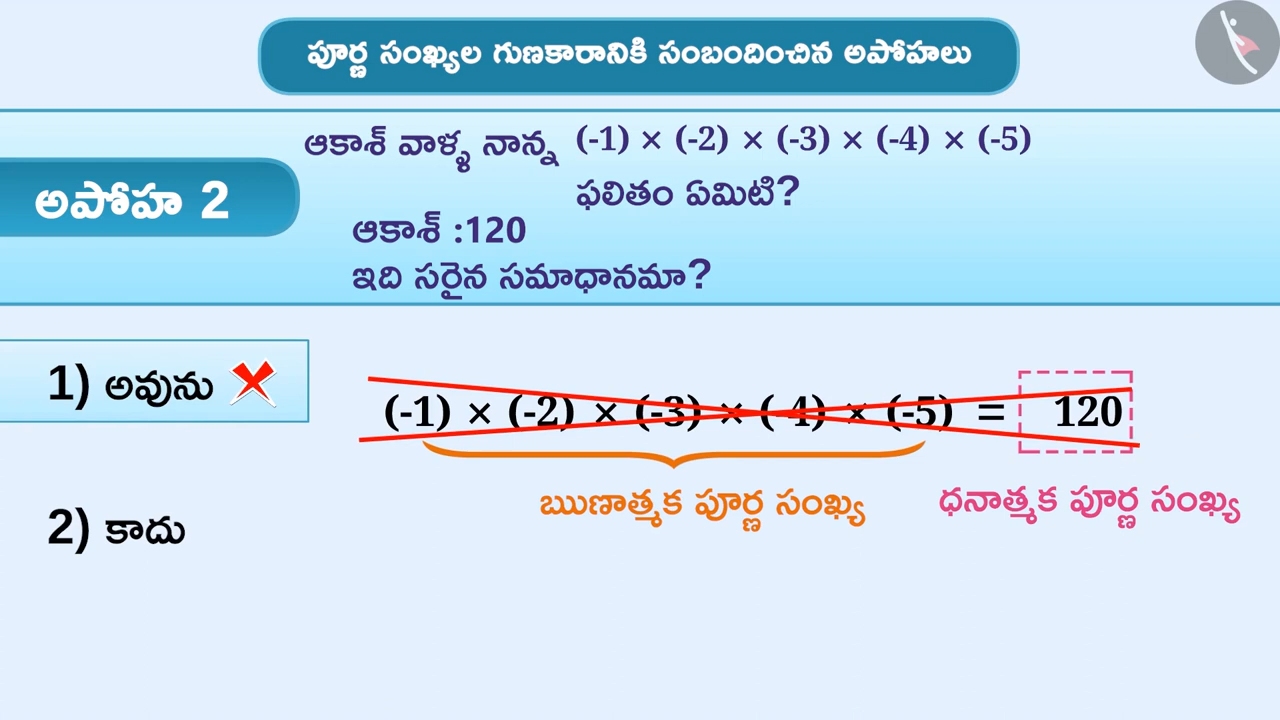 పూర్ణ సంఖ్యల గుణకారానికి సంబందించిన అపోహలు
ఆకాశ్ వాళ్ళ నాన్న (-1) × (-2) × (-3) × (-4) × (-5)
ఫలితం ఏమిటి?
అపోహ 2
ఆకాశ్ :120
ఇది సరైన సమాధానమా?
1) అవును
(-1) × (-2) × (-3) × (-4) × (-5) = 120
ఋణాత్మక పూర్ణ సంఖ్య ధనాత్మక పూర్ణ సంఖ్య
2) కాదు